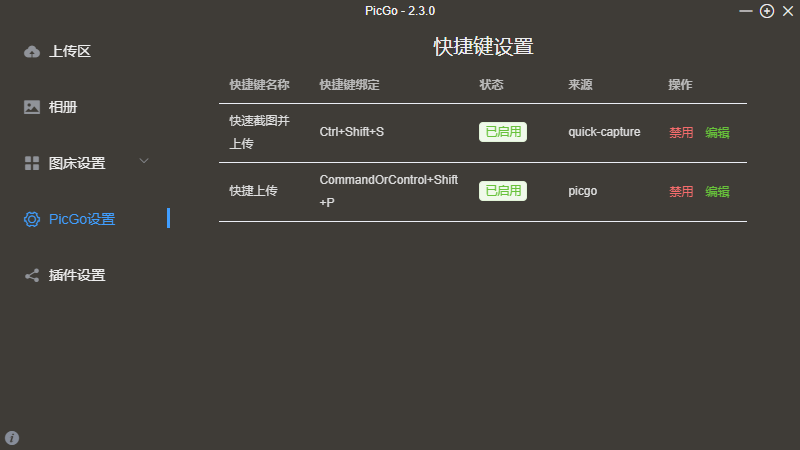 PicGo - 2.3.0
上传区
相册
图床设置
PicGo设置
插件设置
快捷键设置
快捷键名称 快捷键绑定 状态 来源 操作
快速截图并
上传
Ctrl+Shift+S
已启用
quick-capture
禁用 编辑
快捷上传
CommandOrControl+Shift
+P
已启用
picgo
禁用 编辑